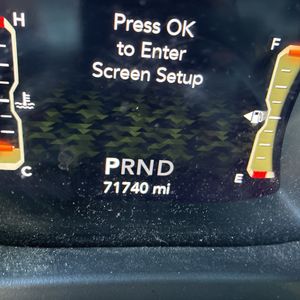 H
Press OK
to Enter
Screen Setup
F
C
PRND
71740 mi
E